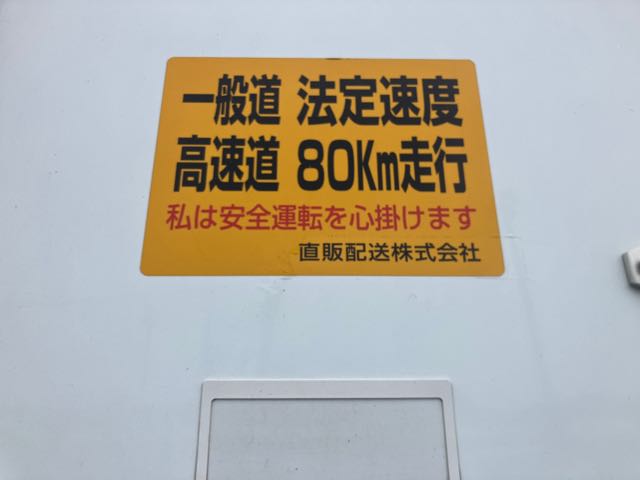 一般道 法定速度
高速道 80Km走行
私は安全運転を心掛けます
直販配送株式会社